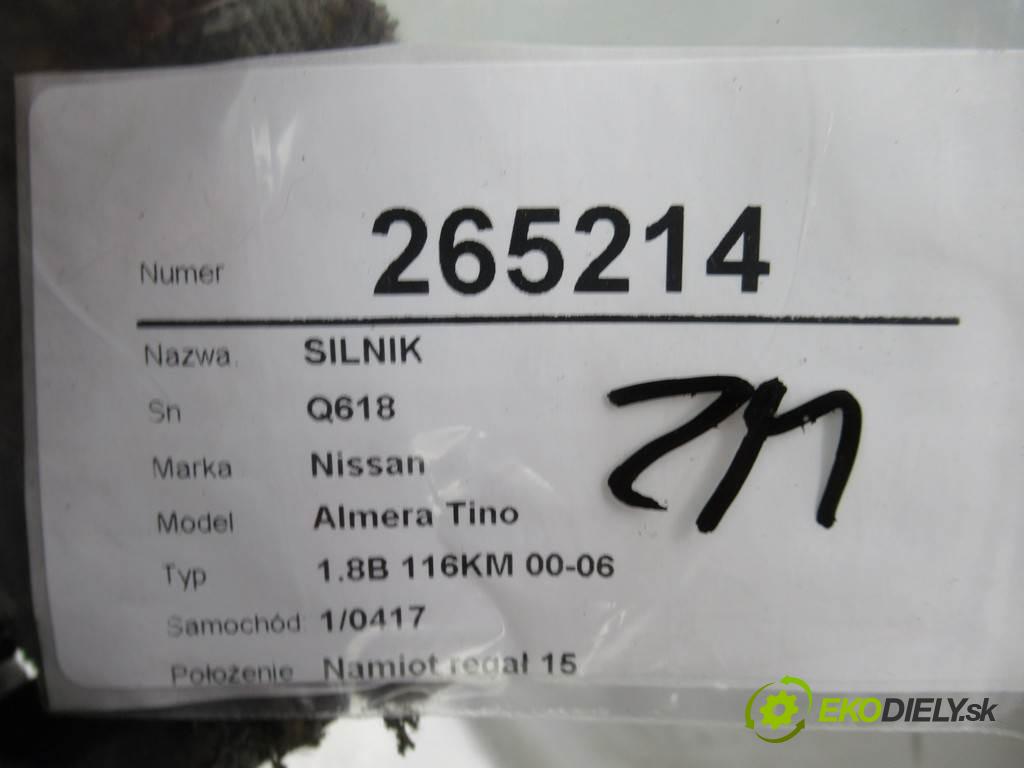 Numer 265214
Nazwa SILNIK
Sn Q618
Marka Nissan
Model Almera Tino
Typ 1.8B 116KM 00-06
Samochód 1/0417
Położenie Namiot regał 15
EKODIELY.sk